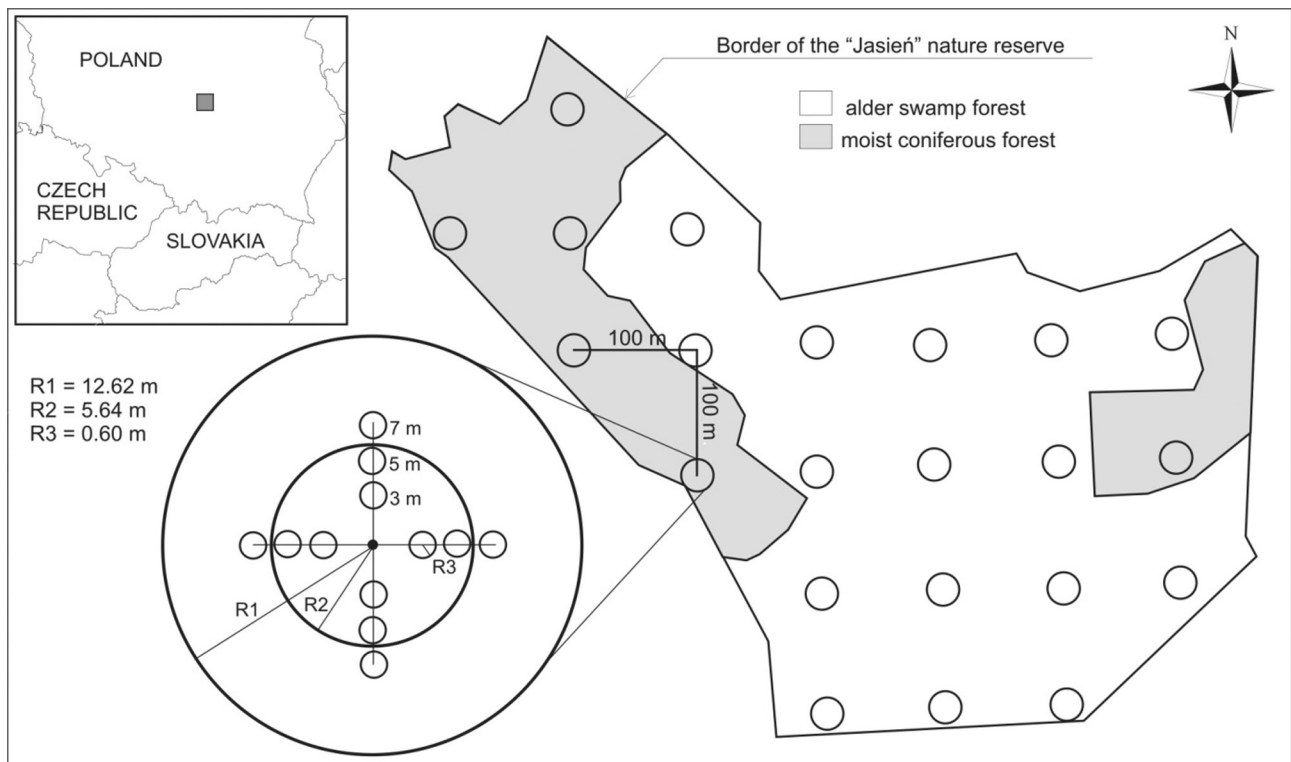 POLAND
CZECH
REPUBLIC
SLOVAKIA
Border of the “Jasień” nature reserve
N
alder swamp forest
moist coniferous forest
100 m
100 m.
R1 = 12.62 m
R2 = 5.64 m
R3 = 0.60 m
7 m
5 m
3 m
R3
R2
R1